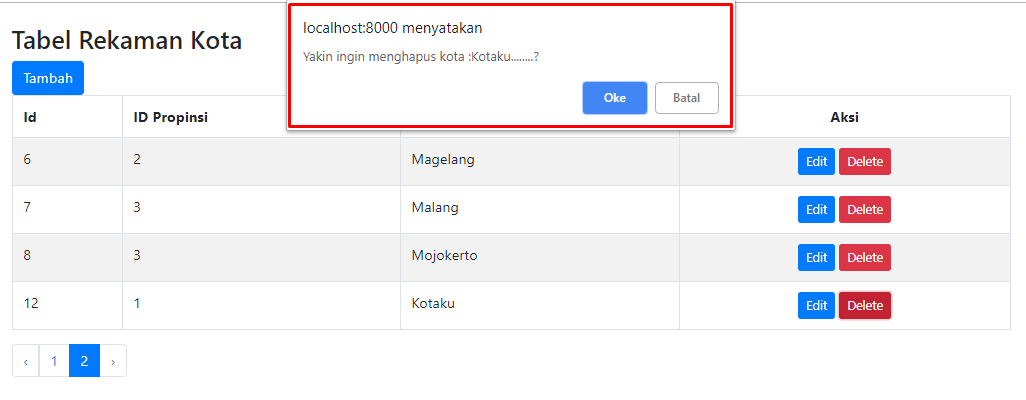 localhost:8000 menyatakan
Yakin ingin menghapus kota :Kotaku........?
Oke Batal
Tabel Rekaman Kota
Tambah
Id ID Propinsi Aksi
6 2 Magelang Edit Delete
7 3 Malang Edit Delete
8 3 Mojokerto Edit Delete
12 1 Kotaku Edit Delete
‹ 1 2 ›